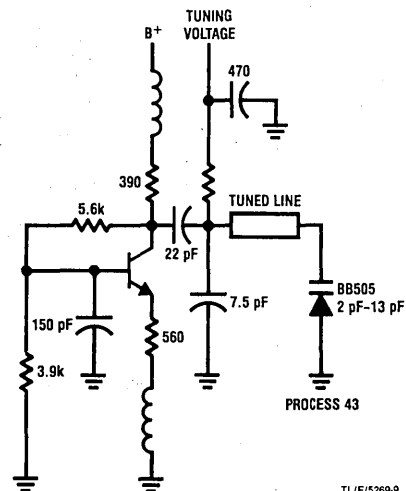 TUNING
B+
VOLTAGE
470
390
5.6k
TUNED LINE
22 pF
BB505
2 pF-13 pF
7.5 pF
150 pF
560
3.9k
PROCESS 43
TL/F/5269-9